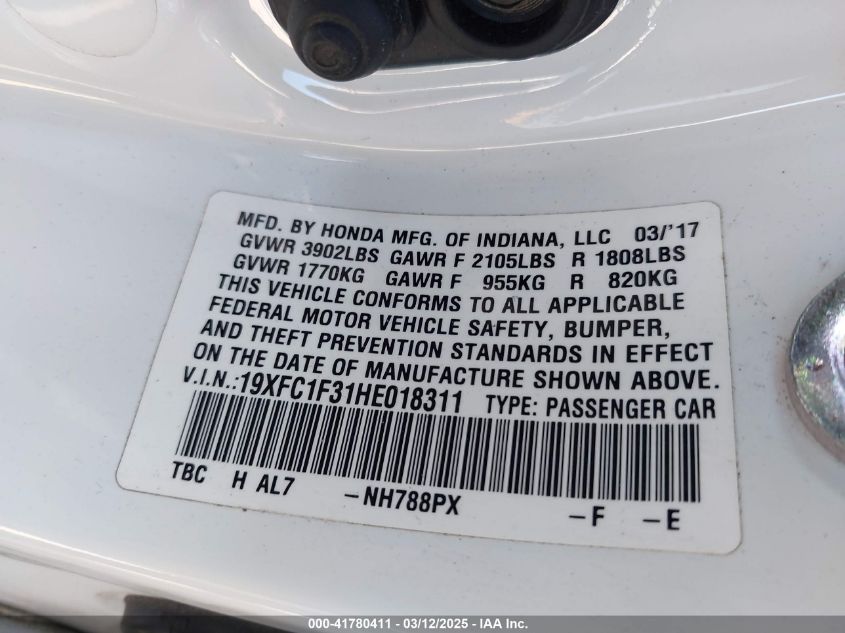 MFD. BY HONDA MFG. OF INDIANA, LLC 03/'17
GVWR 3902LBS GAWR F 2105LBS R 1808LBS
GVWR 1770KG GAWR F 955KG R 820KG
THIS VEHICLE CONFORMS TO ALL APPLICABLE
FEDERAL MOTOR VEHICLE SAFETY, BUMPER,
AND THEFT PREVENTION STANDARDS IN EFFECT
ON THE DATE OF MANUFACTURE SHOWN ABOVE.
V.I.N.:19XFC1F31HE018311 TYPE: PASSENGER CAR
TBC H AL7 -NH788PX -F -E
000-41780411 - 03/12/2025 - IAA Inc.